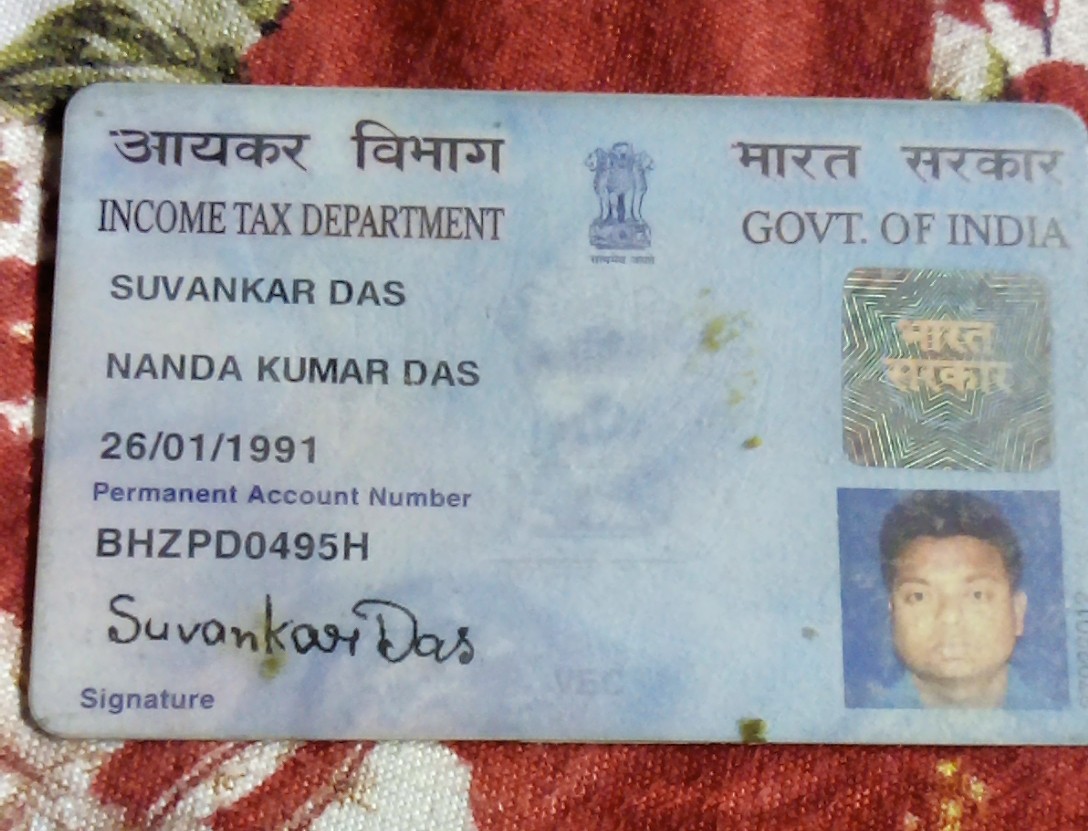 आयकर विभाग
भारत सरकार
INCOME TAX DEPARTMENT
GOVT. OF INDIA
SUVANKAR DAS
भारत
सरकार
NANDA KUMAR DAS
26/01/1991
Permanent Account Number
BHZPD0495H
Suvankar Das
Signature